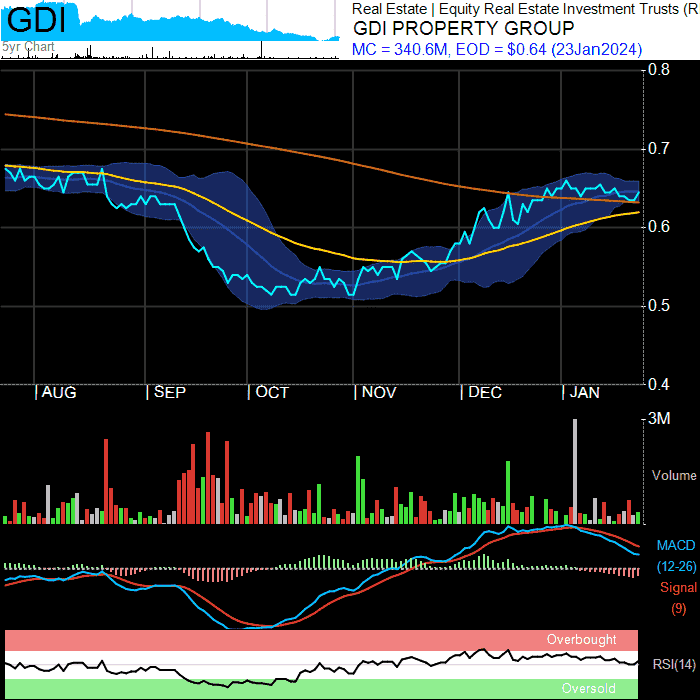 GDI
5yr Chart
Real Estate | Equity Real Estate Investment Trusts (R
GDI PROPERTY GROUP
MC = 340.6M, EOD = $0.64 (23Jan2024)
0.8
0.7
0.6
0.5
0.4
AUG SEP OCT NOV DEC JAN
3M
Volume
MACD
(12-26)
Signal
(9)
Overbought
RSI(14)
Oversold